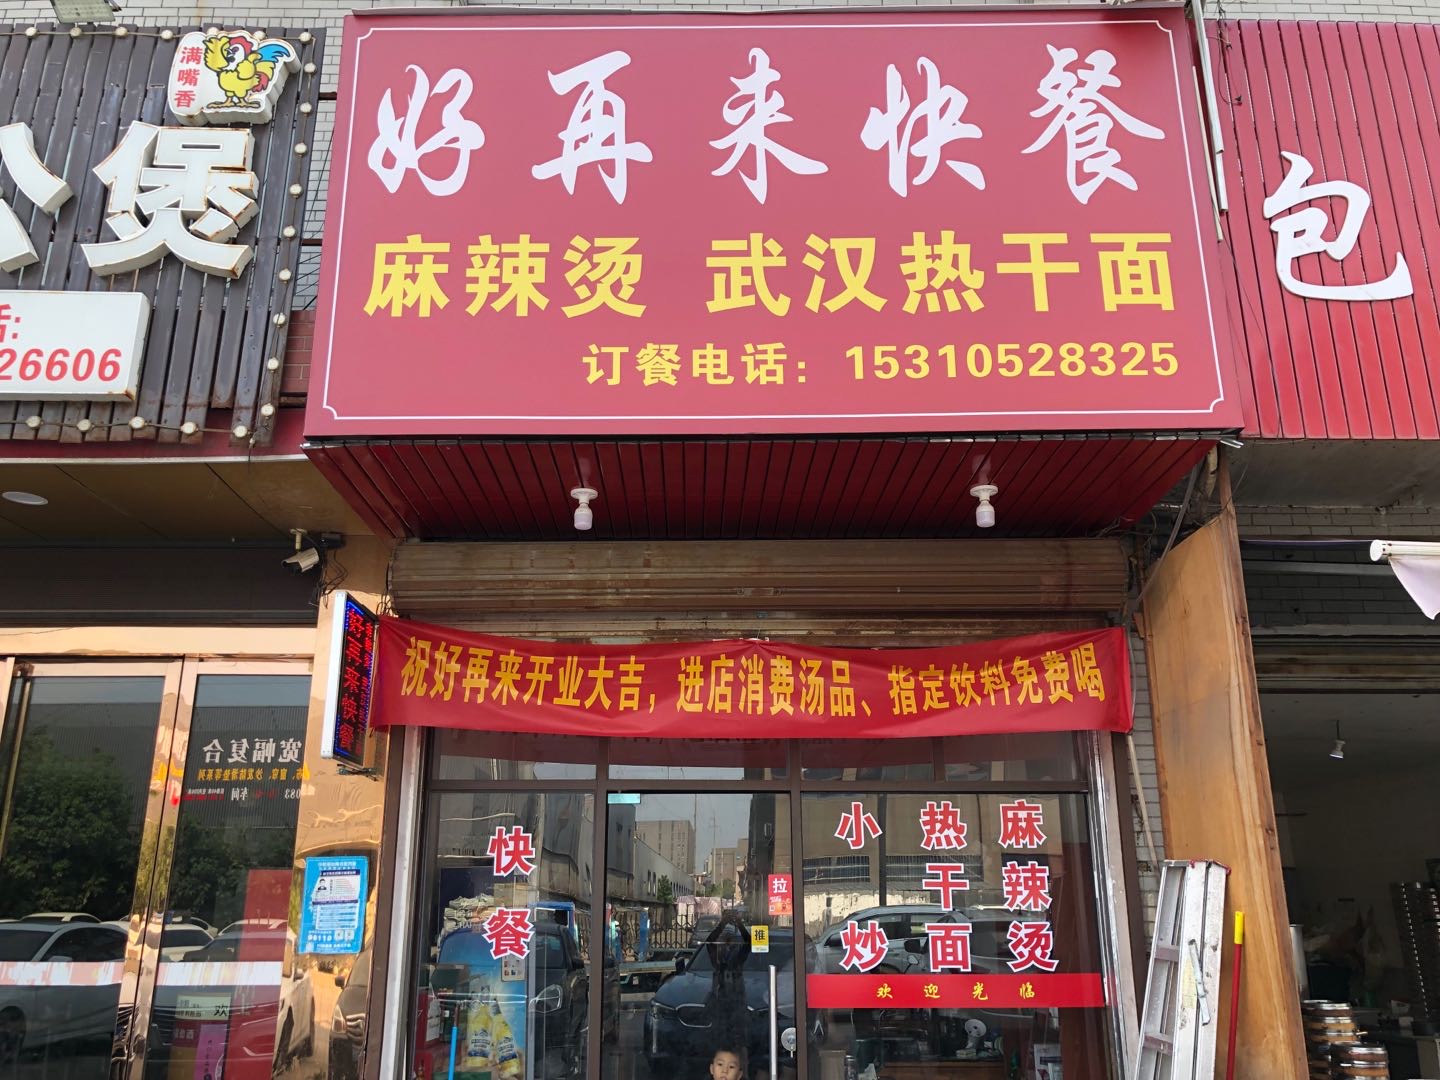 满嘴香
煲
话:
26606
好再来快餐
麻辣烫 武汉热干面
订餐电话：15310528325
包
好再来快餐
祝好再来开业大吉，进店消费汤品、指定饮料免费喝
宽幅复合
快餐
拉
推
小炒
热干面
麻辣烫
欢迎光临
欢